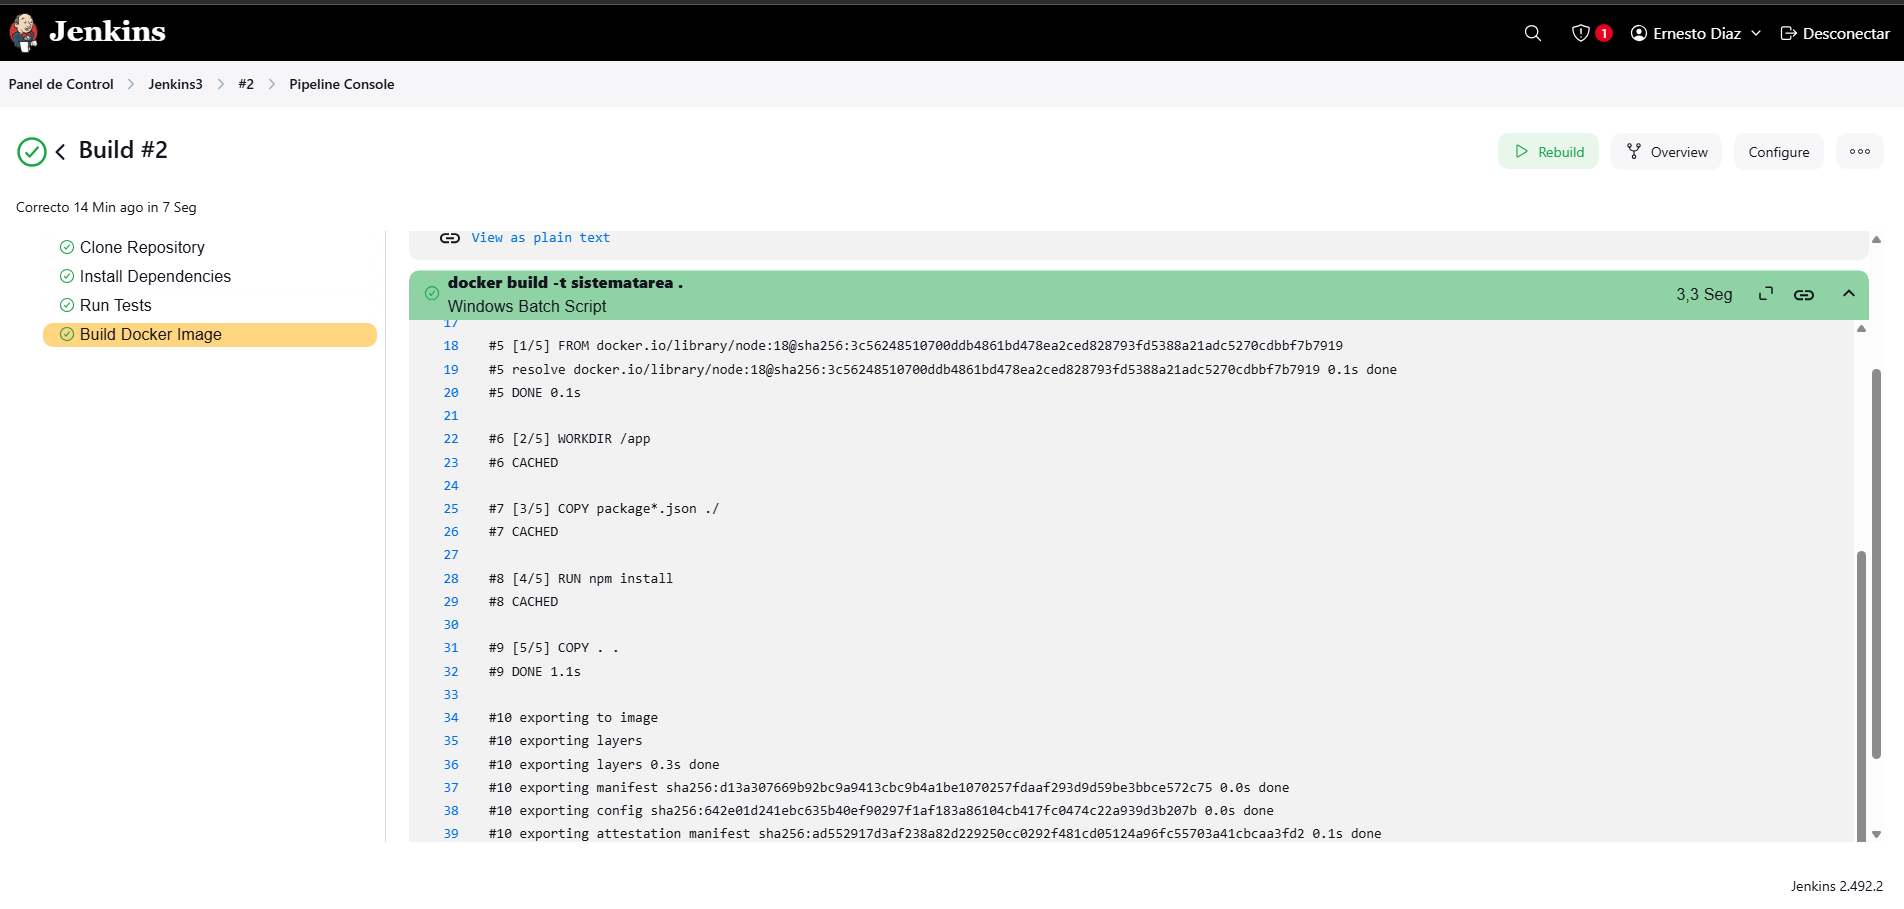 Jenkins
1
Ernesto Diaz
Desconectar
Panel de Control > Jenkins3 > #2 > Pipeline Console
Build #2
Rebuild
Overview
Configure
Correcto 14 Min ago in 7 Seg
Clone Repository
Install Dependencies
Run Tests
Build Docker Image
View as plain text
docker build -t sistematarea .
Windows Batch Script
3,3 Seg
17
18 #5 [1/5] FROM docker.io/library/node:18@sha256:3c56248510700ddb4861bd478ea2ced828793fd5388a21adc5270cdbbf7b7919
19 #5 resolve docker.io/library/node:18@sha256:3c56248510700ddb4861bd478ea2ced828793fd5388a21adc5270cdbbf7b7919 0.1s done
20 #5 DONE 0.1s
21
22 #6 [2/5] WORKDIR /app
23 #6 CACHED
24
25 #7 [3/5] COPY package*.json ./
26 #7 CACHED
27
28 #8 [4/5] RUN npm install
29 #8 CACHED
30
31 #9 [5/5] COPY . .
32 #9 DONE 1.1s
33
34 #10 exporting to image
35 #10 exporting layers
36 #10 exporting layers 0.3s done
37 #10 exporting manifest sha256:d13a307669b92bc9a9413cbc9b4a1be1070257fdaaf293d9d59be3bbce572c75 0.0s done
38 #10 exporting config sha256:642e01d241ebc635b40ef90297f1af183a86104cb417fc0474c22a939d3b207b 0.0s done
39 #10 exporting attestation manifest sha256:ad552917d3af238a82d229250cc0292f481cd05124a96fc55703a41cbcaa3fd2 0.1s done
Jenkins 2.492.2